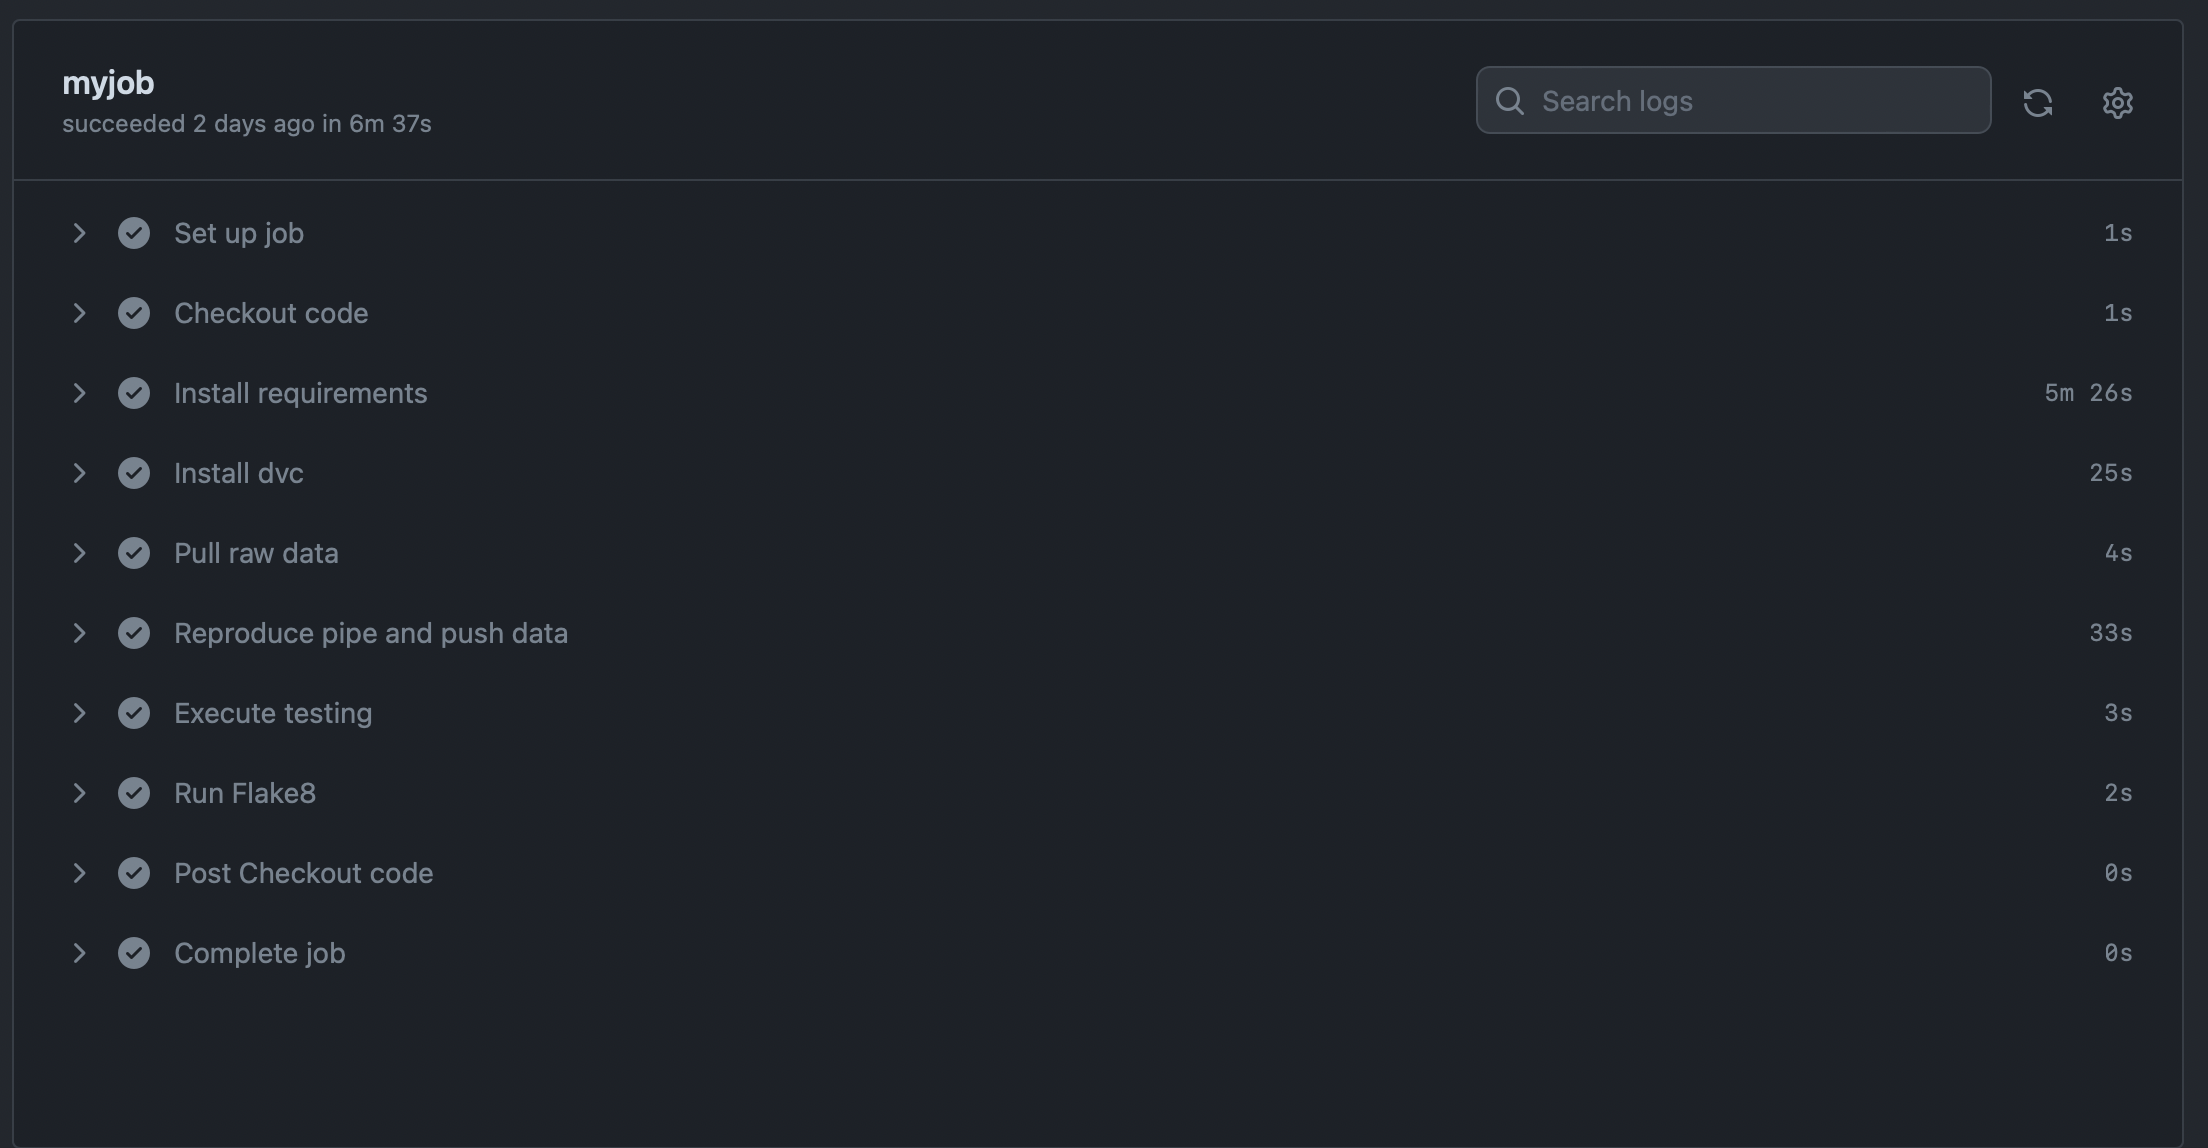 myjob
succeeded 2 days ago in 6m 37s
Search logs
Set up job 1s
Checkout code 1s
Install requirements 5m 26s
Install dvc 25s
Pull raw data 4s
Reproduce pipe and push data 33s
Execute testing 3s
Run Flake8 2s
Post Checkout code 0s
Complete job 0s